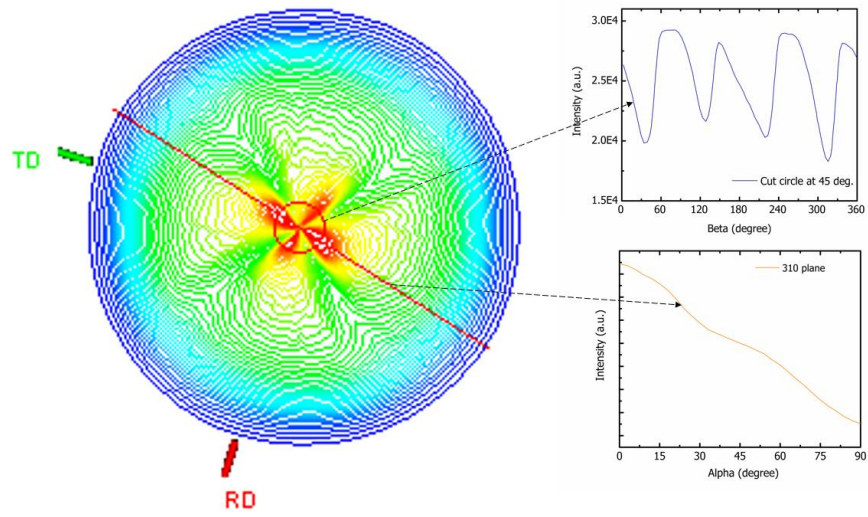 TD
RD
3.0E4
2.5E4
2.0E4
1.5E4
Intensity (a.u.)
Cut circle at 45 deg.
0 60 120 180 240 300 360
Beta (degree)
Intensity (a.u.)
310 plane
0 15 30 45 60 75 90
Alpha (degree)